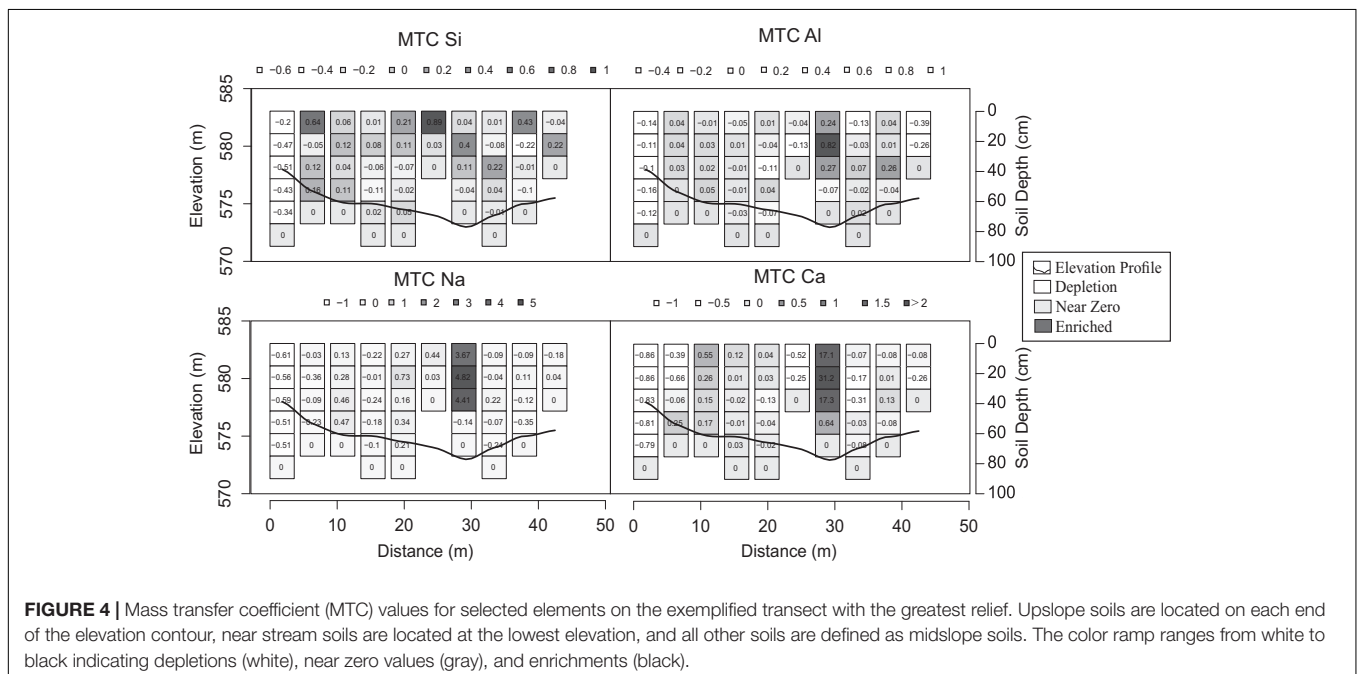 MTC Si
−0.6 −0.4 −0.2 0 0.2 0.4 0.6 0.8 1
MTC Al
−0.4 −0.2 0 0.2 0.4 0.6 0.8 1
585
580
575
570
Elevation (m)
−0.2 0.64 0.06 0.01 0.21 0.89 0.04 0.01 0.43 −0.04
−0.47 −0.05 0.12 0.08 0.11 0.03 0.4 −0.08 −0.22 0.22
−0.51 0.12 0.04 −0.06 −0.07 0 0.11 0.22 −0.01 0
−0.43 0.16 0.11 −0.11 −0.02 −0.04 0.04 −0.1
−0.34 0 0 0.02 0.05 0 −0.01 0
0 0 0 0
−0.14 0.04 −0.01 −0.05 0.01 −0.04 0.24 −0.13 0.04 −0.39
−0.11 0.04 0.03 0.01 0.04 −0.13 0.82 −0.03 0.01 −0.26
−0.1 0.03 0.02 −0.01 −0.11 0 0.27 0.07 0.26 0
−0.16 0 0.05 −0.01 0.04 −0.07 −0.02 −0.04
−0.12 0 0 −0.03 −0.07 0 0.02 0
0 0 0 0
0
20
40
60
80
100
Soil Depth (cm)
MTC Na
−1 0 1 2 3 4 5
MTC Ca
−1 −0.5 0 0.5 1 1.5 >2
Elevation Profile
Depletion
Near Zero
Enriched
585
580
575
570
Elevation (m)
−0.61 −0.03 0.13 −0.22 0.27 0.44 3.67 −0.09 −0.09 −0.18
−0.56 −0.36 0.28 −0.01 0.73 0.03 4.82 −0.04 0.11 0.04
−0.59 −0.09 0.46 −0.24 0.16 0 4.41 0.22 −0.12 0
−0.51 −0.23 0.47 −0.18 0.34 −0.14 −0.07 −0.35
−0.51 0 0 −0.1 0.21 0 −0.24 0
0 0 0 0
−0.86 −0.39 0.55 0.12 0.04 −0.52 17.1 −0.07 −0.08 −0.08
−0.86 −0.66 0.26 0.01 0.03 −0.25 31.2 −0.17 0.01 −0.26
−0.83 −0.06 0.15 −0.02 −0.13 0 17.3 −0.31 0.13 0
−0.81 0.25 0.17 −0.01 −0.04 0.64 −0.03 −0.08
−0.79 0 0 0.03 −0.02 0 −0.08 0
0 0 0 0
0
20
40
60
80
100
Soil Depth (cm)
0 10 20 30 40 50
Distance (m)
0 10 20 30 40 50
Distance (m)
FIGURE 4 | Mass transfer coefficient (MTC) values for selected elements on the exemplified transect with the greatest relief. Upslope soils are located on each end
of the elevation contour, near stream soils are located at the lowest elevation, and all other soils are defined as midslope soils. The color ramp ranges from white to
black indicating depletions (white), near zero values (gray), and enrichments (black).